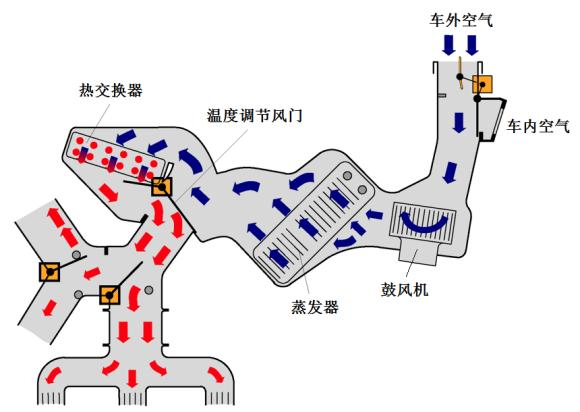 车外空气
热交换器
温度调节风门
车内空气
鼓风机
蒸发器